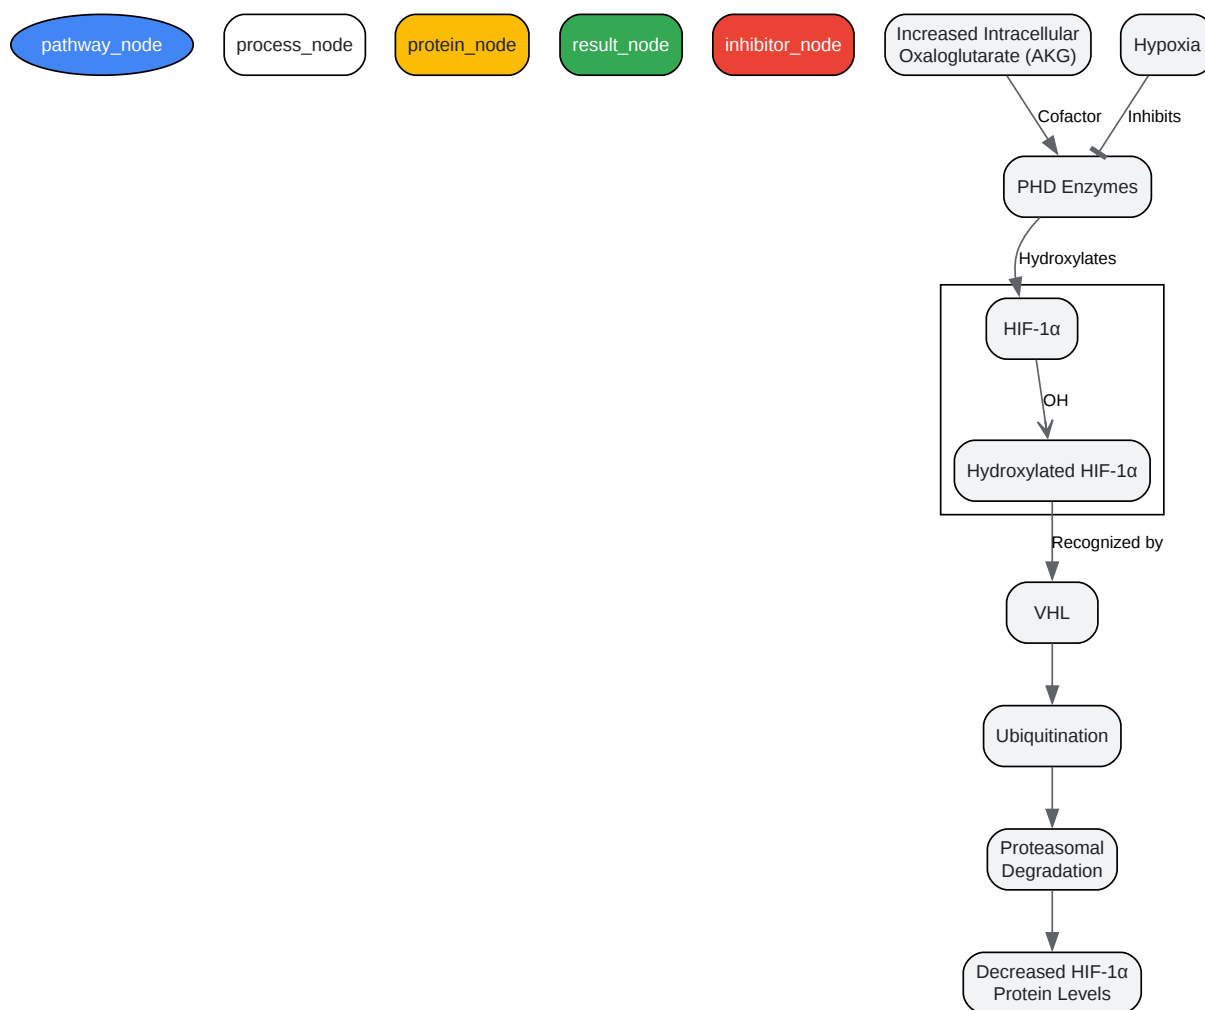 pathway_node
process_node
protein_node
result_node
inhibitor_node
Increased Intracellular
Oxaloglutarate (AKG)
Hypoxia
Cofactor
Inhibits
PHD Enzymes
Hydroxylates
HIF-1α
OH
Hydroxylated HIF-1α
Recognized by
VHL
Ubiquitination
Proteasomal
Degradation
Decreased HIF-1α
Protein Levels